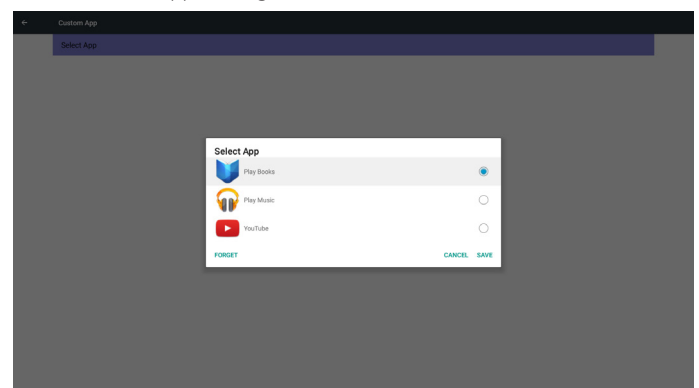 Custom App
Select App
Select App
Play Books
Play Music
YouTube
FORGET
CANCEL SAVE